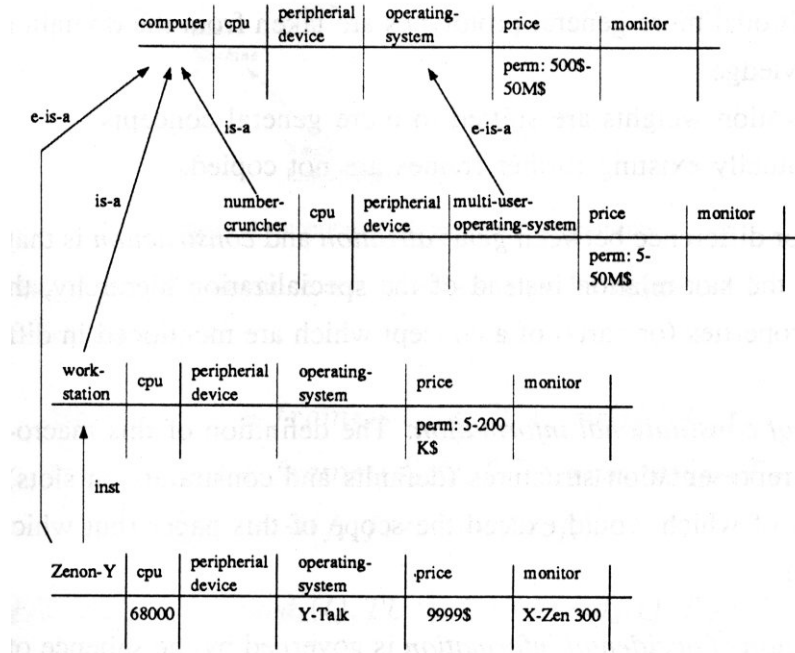 computer cpu peripherial device operating-system price monitor
perm: 500$-
50M$
e-is-a
is-a
e-is-a
is-a
number-
cruncher cpu peripherial device multi-user-
operating-system price monitor
perm: 5-
50M$
work-
station cpu peripherial device operating-
system price monitor
perm: 5-200
K$
inst
Zenon-Y cpu peripherial device operating-
system price monitor
68000 Y-Talk 9999$ X-Zen 300